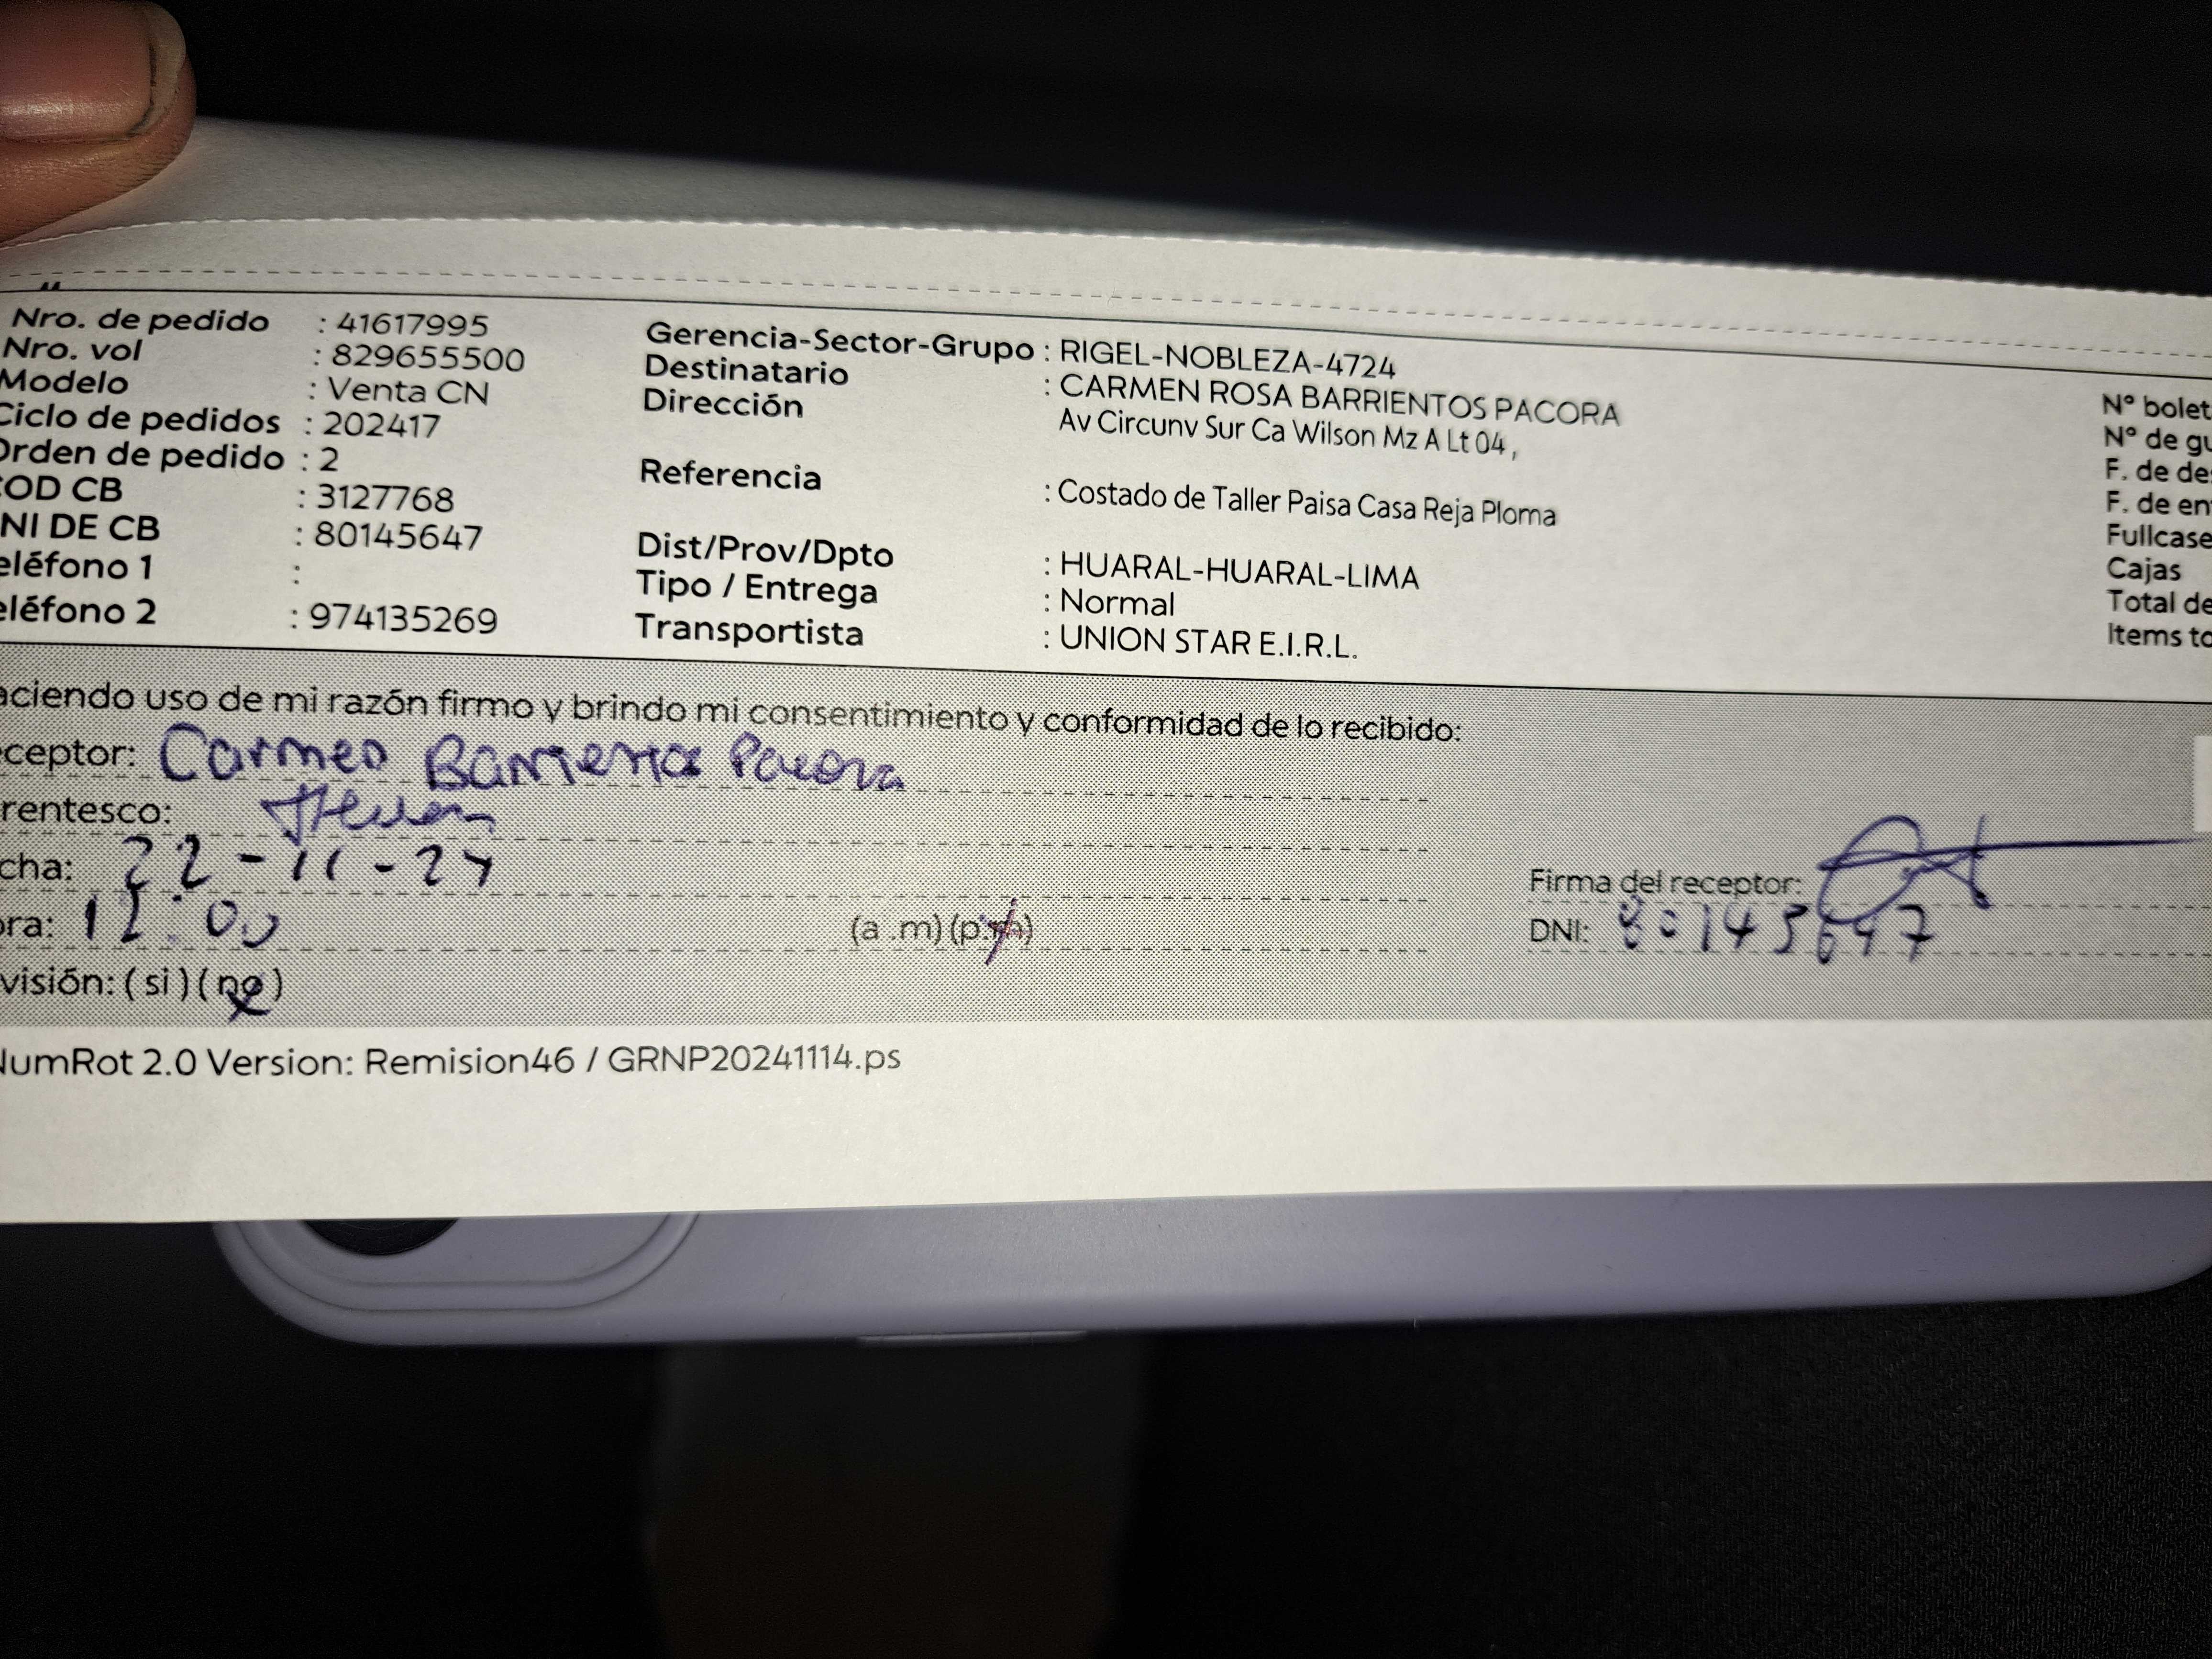 Nro. de pedido : 41617995
Nro. vol : 829655500
Modelo : Venta CN
Ciclo de pedidos : 202417
Orden de pedido : 2
COD CB : 3127768
NI DE CB : 80145647
eléfono 1 :
eléfono 2 : 974135269
Gerencia-Sector-Grupo : RIGEL-NOBLEZA-4724
Destinatario : CARMEN ROSA BARRIENTOS PACORA
Dirección : Av Circunv Sur Ca Wilson Mz A Lt 04 ,
Referencia : Costado de Taller Paisa Casa Reja Ploma
Dist/Prov/Dpto : HUARAL-HUARAL-LIMA
Tipo / Entrega : Normal
Transportista : UNION STAR E.I.R.L.
N° bolet
N° de gu
F. de de
F. de en
Fullcase
Cajas
Total de
Items to
aciendo uso de mi razón firmo y brindo mi consentimiento y conformidad de lo recibido:
ceptor: Carmen Barrientos Pacora
rentesco:
cha: 22-11-24
ora: 12:00 (a .m) (p.m)
visión: ( si ) ( no )
Firma del receptor:
DNI: 80145647
NumRot 2.0 Version: Remision46 / GRNP20241114.ps